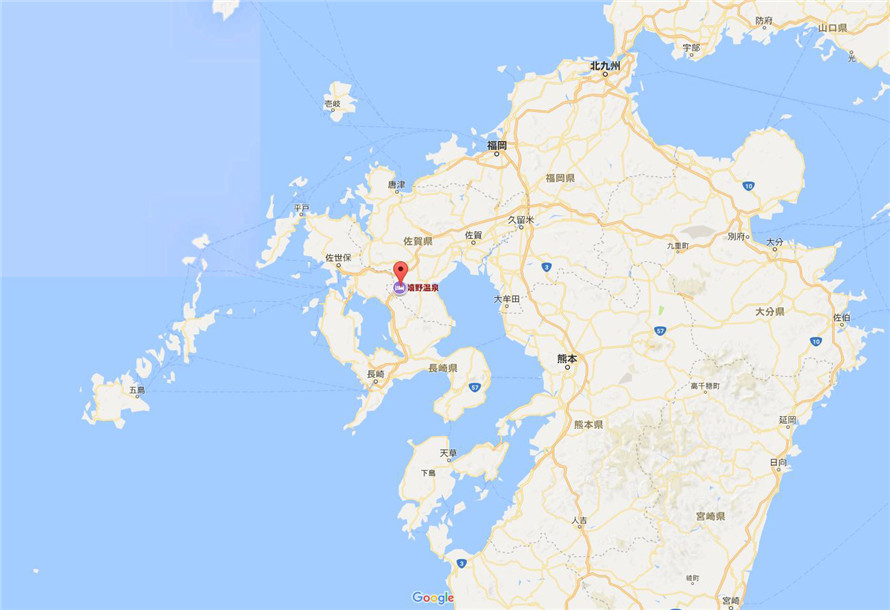 防府
山口県
宇部
光
北九州
壱岐
福岡
福岡県
唐津
10
平戸
久留米
佐賀
佐賀県
別府
大分
九重町
佐世保
3
嬉野温泉
大牟田
大分県
佐伯
57
10
熊本
長崎県
長崎
57
高千穂町
五島
熊本県
延岡
天草
日向
下島
宮崎県
人吉
3
綾町
Google
宮崎